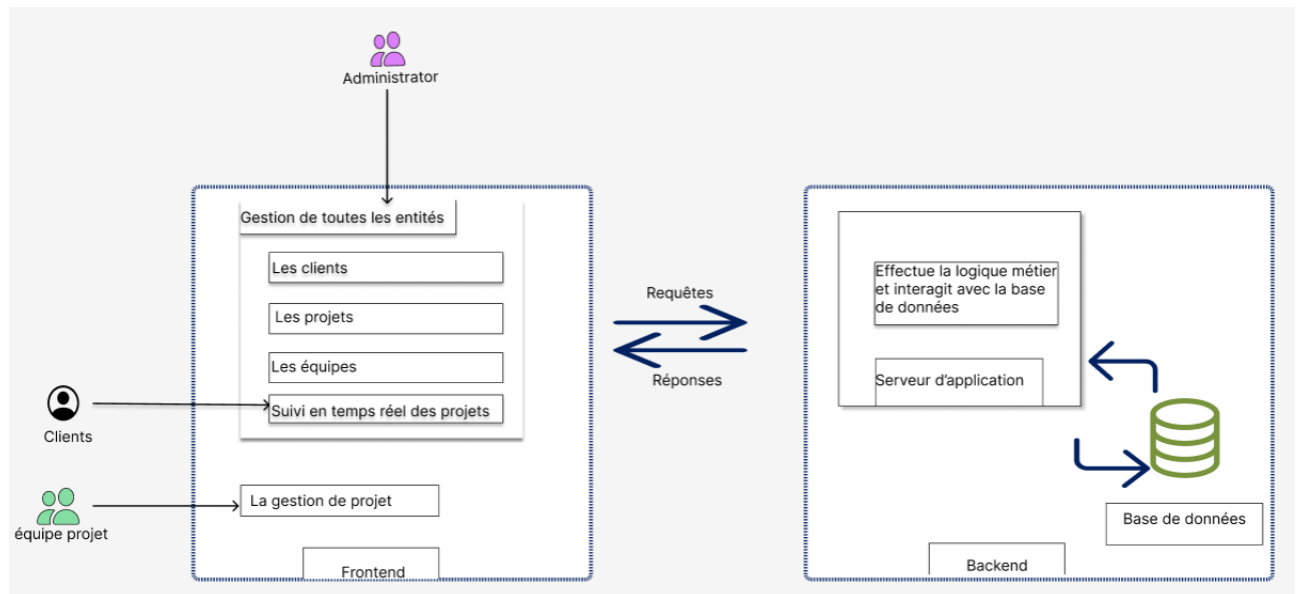 Administrator
Gestion de toutes les entités
Les clients
Les projets
Les équipes
Suivi en temps réel des projets
Clients
La gestion de projet
équipe projet
Frontend
Requêtes
Réponses
Effectue la logique métier
et interagit avec la base
de données
Serveur d'application
Base de données
Backend